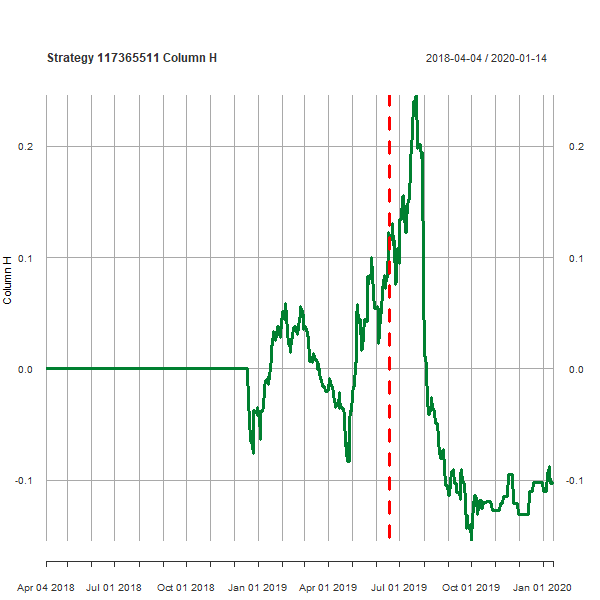 Strategy 117365511 Column H
2018-04-04 / 2020-01-14
0.2
0.2
0.1
0.1
0.0
0.0
-0.1
-0.1
Column H
Apr 04 2018
Jul 01 2018
Oct 01 2018
Jan 01 2019
Apr 01 2019
Jul 01 2019
Oct 01 2019
Jan 01 2020